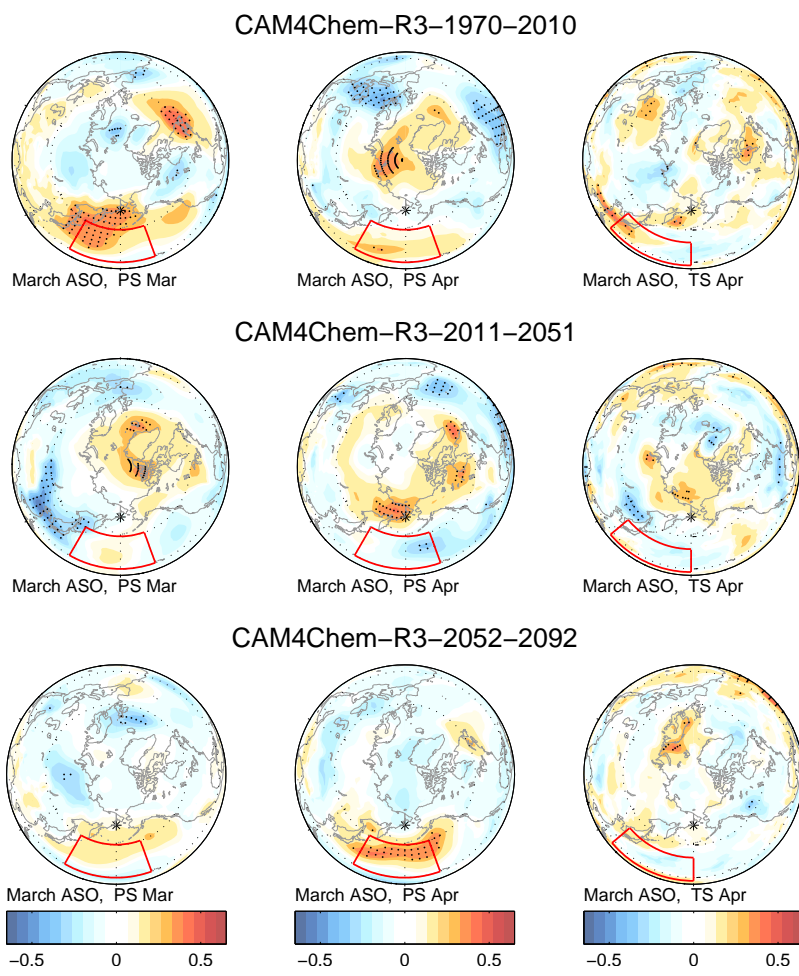 CAM4Chem−R3−1970−2010
March ASO, PS Mar
March ASO, PS Apr
March ASO, TS Apr
CAM4Chem−R3−2011−2051
March ASO, PS Mar
March ASO, PS Apr
March ASO, TS Apr
CAM4Chem−R3−2052−2092
March ASO, PS Mar
March ASO, PS Apr
March ASO, TS Apr
−0.5 0 0.5
−0.5 0 0.5
−0.5 0 0.5